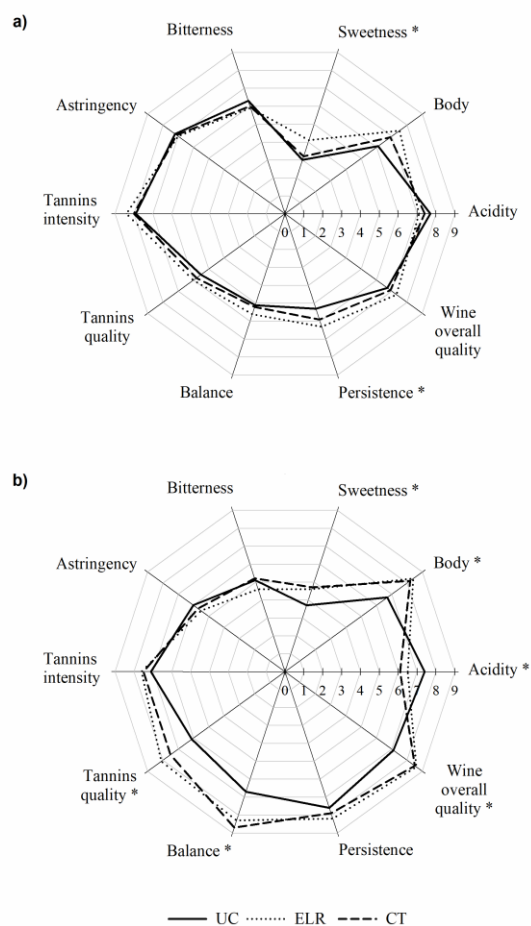 a)
Bitterness
Sweetness *
Astringency
Body
Tannins
intensity
0 1 2 3 4 5 6 7 8 9
Acidity
Tannins
quality
Wine
overall
quality
Balance
Persistence *
b)
Bitterness
Sweetness *
Astringency
Body *
Tannins
intensity
0 1 2 3 4 5 6 7 8 9
Acidity *
Tannins
quality *
Wine
overall
quality *
Balance *
Persistence
UC ELR CT